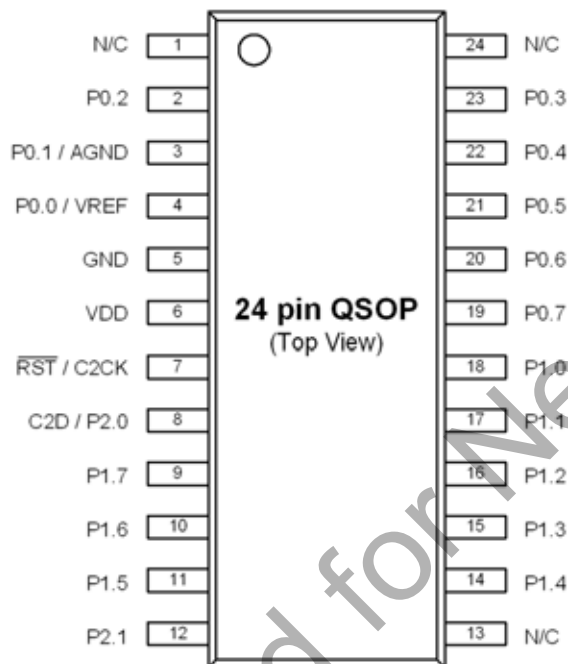 N/C 1 24 N/C
P0.2 2 23 P0.3
P0.1 / AGND 3 22 P0.4
P0.0 / VREF 4 21 P0.5
GND 5 20 P0.6
VDD 6 19 P0.7
24 pin QSOP
(Top View)
RST / C2CK 7 18 P1.0
C2D / P2.0 8 17 P1.1
P1.7 9 16 P1.2
P1.6 10 15 P1.3
P1.5 11 14 P1.4
P2.1 12 13 N/C
d for Ne